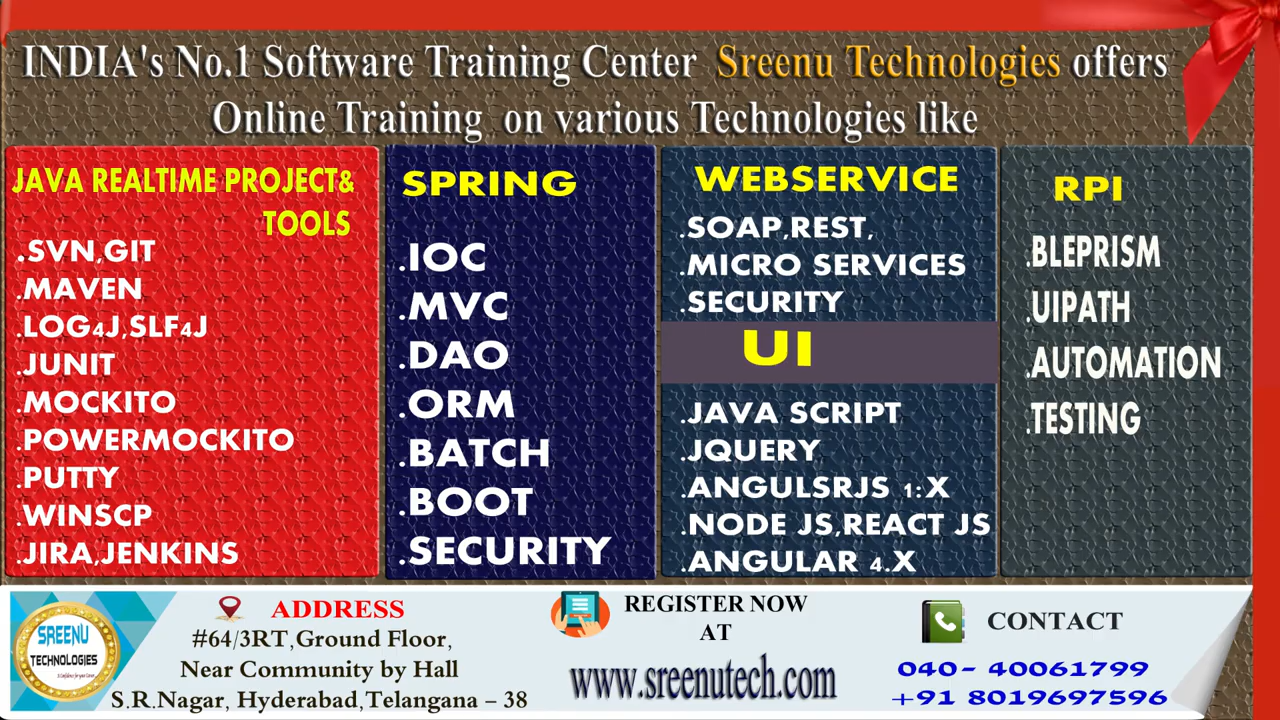 INDIA's No.1 Software Training Center Sreenu Technologies offers
Online Training on various Technologies like
JAVA REALTIME PROJECT&
TOOLS
.SVN,GIT
.MAVEN
.LOG4J,SLF4J
.JUNIT
.MOCKITO
.POWERMOCKITO
.PUTTY
.WINSCP
.JIRA,JENKINS
SPRING
.IOC
.MVC
.DAO
.ORM
.BATCH
.BOOT
.SECURITY
WEBSERVICE
.SOAP,REST,
.MICRO SERVICES
.SECURITY
UI
.JAVA SCRIPT
.JQUERY
.ANGULSRJS 1:X
.NODE JS,REACT JS
.ANGULAR 4.X
RPI
.BLEPRISM
.UIPATH
.AUTOMATION
.TESTING
SREENU
TECHNOLOGIES
ADDRESS
#64/3RT,Ground Floor,
Near Community by Hall
S.R.Nagar, Hyderabad,Telangana – 38
REGISTER NOW
AT
www.sreenutech.com
CONTACT
040- 40061799
+91 8019697596